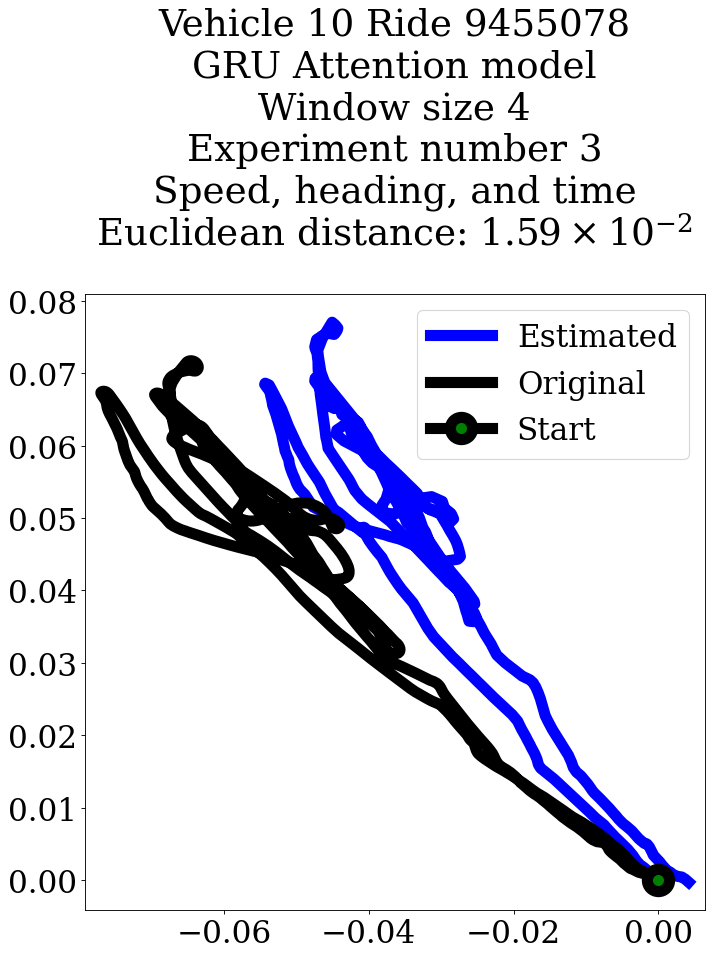 Vehicle 10 Ride 9455078
GRU Attention model
Window size 4
Experiment number 3
Speed, heading, and time
Euclidean distance: 1.59 × 10⁻²
0.08
0.07
0.06
0.05
0.04
0.03
0.02
0.01
0.00
Estimated
Original
Start
−0.06
−0.04
−0.02
0.00